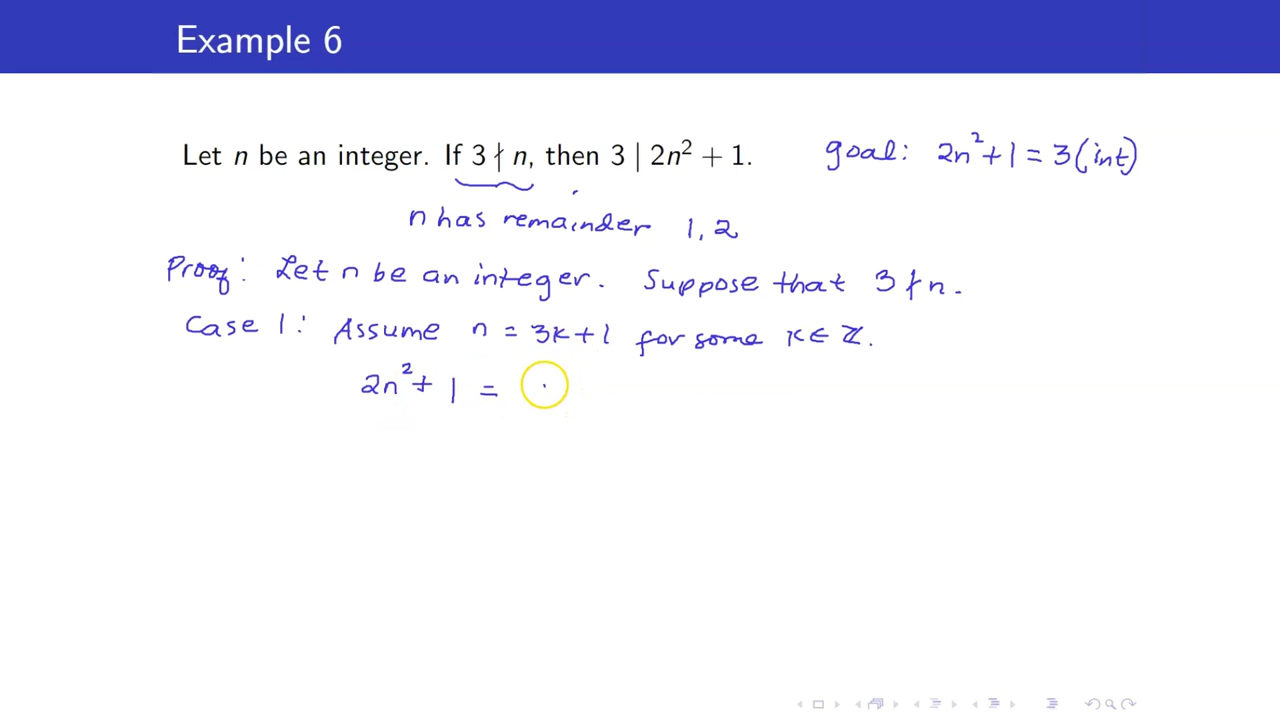 Example 6
Let n be an integer. If 3 ∤ n, then 3 | 2n² + 1. goal: 2n² + 1 = 3(int)
n has remainder 1, 2
Proof: Let n be an integer. Suppose that 3 ∤ n.
Case 1: Assume n = 3k + 1 for some k ∈ ℤ.
2n² + 1 =